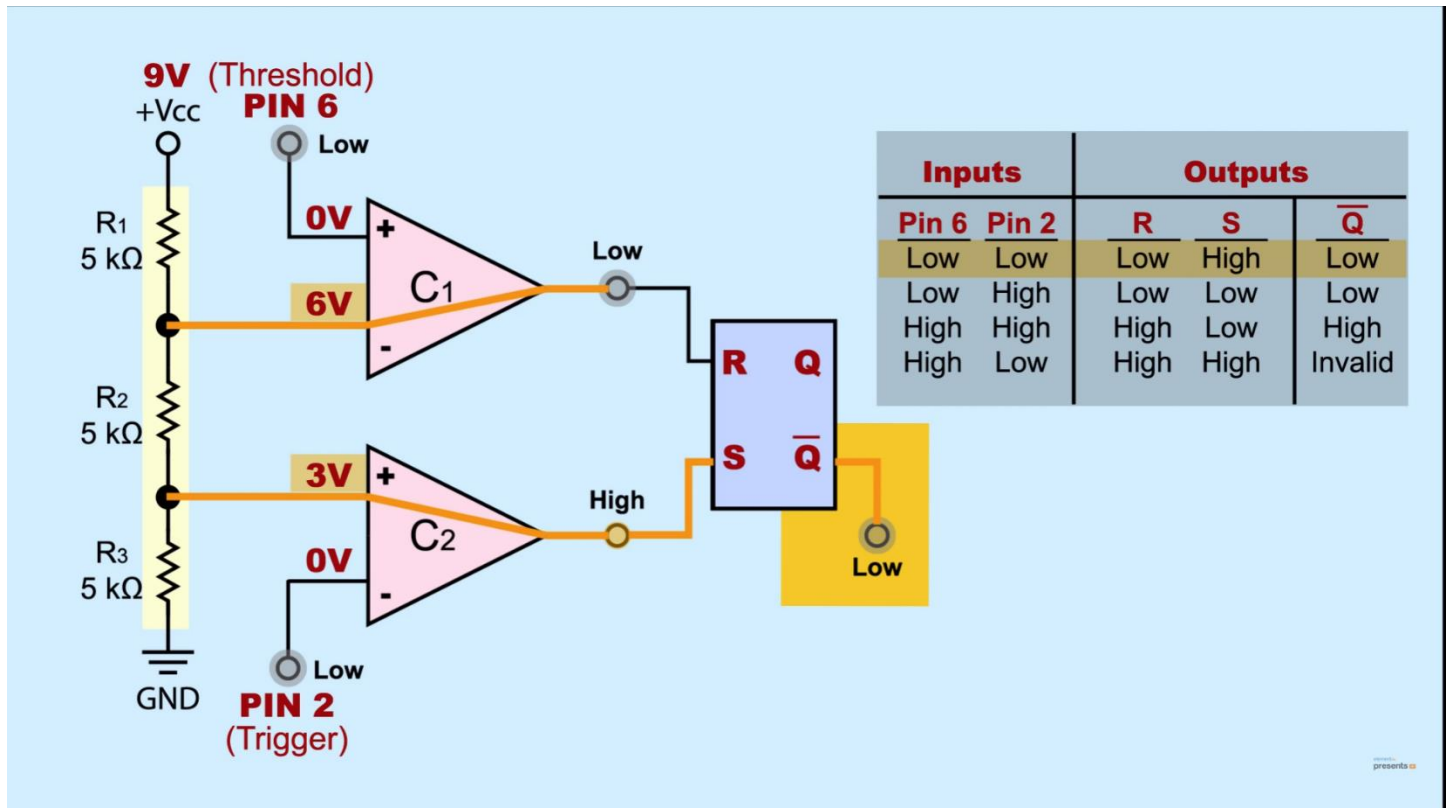 9V (Threshold)
+Vcc PIN 6
Low
R1
5 kΩ
0V
+
6V
C1
-
Low
R2
5 kΩ
3V
+
C2
0V
-
High
R3
5 kΩ
GND
Low
PIN 2
(Trigger)
R Q
S Q̅
Low
Inputs Outputs
Pin 6 Pin 2 R S Q̅
Low Low Low High Low
Low High Low Low Low
High High High Low High
High Low High High Invalid
presents